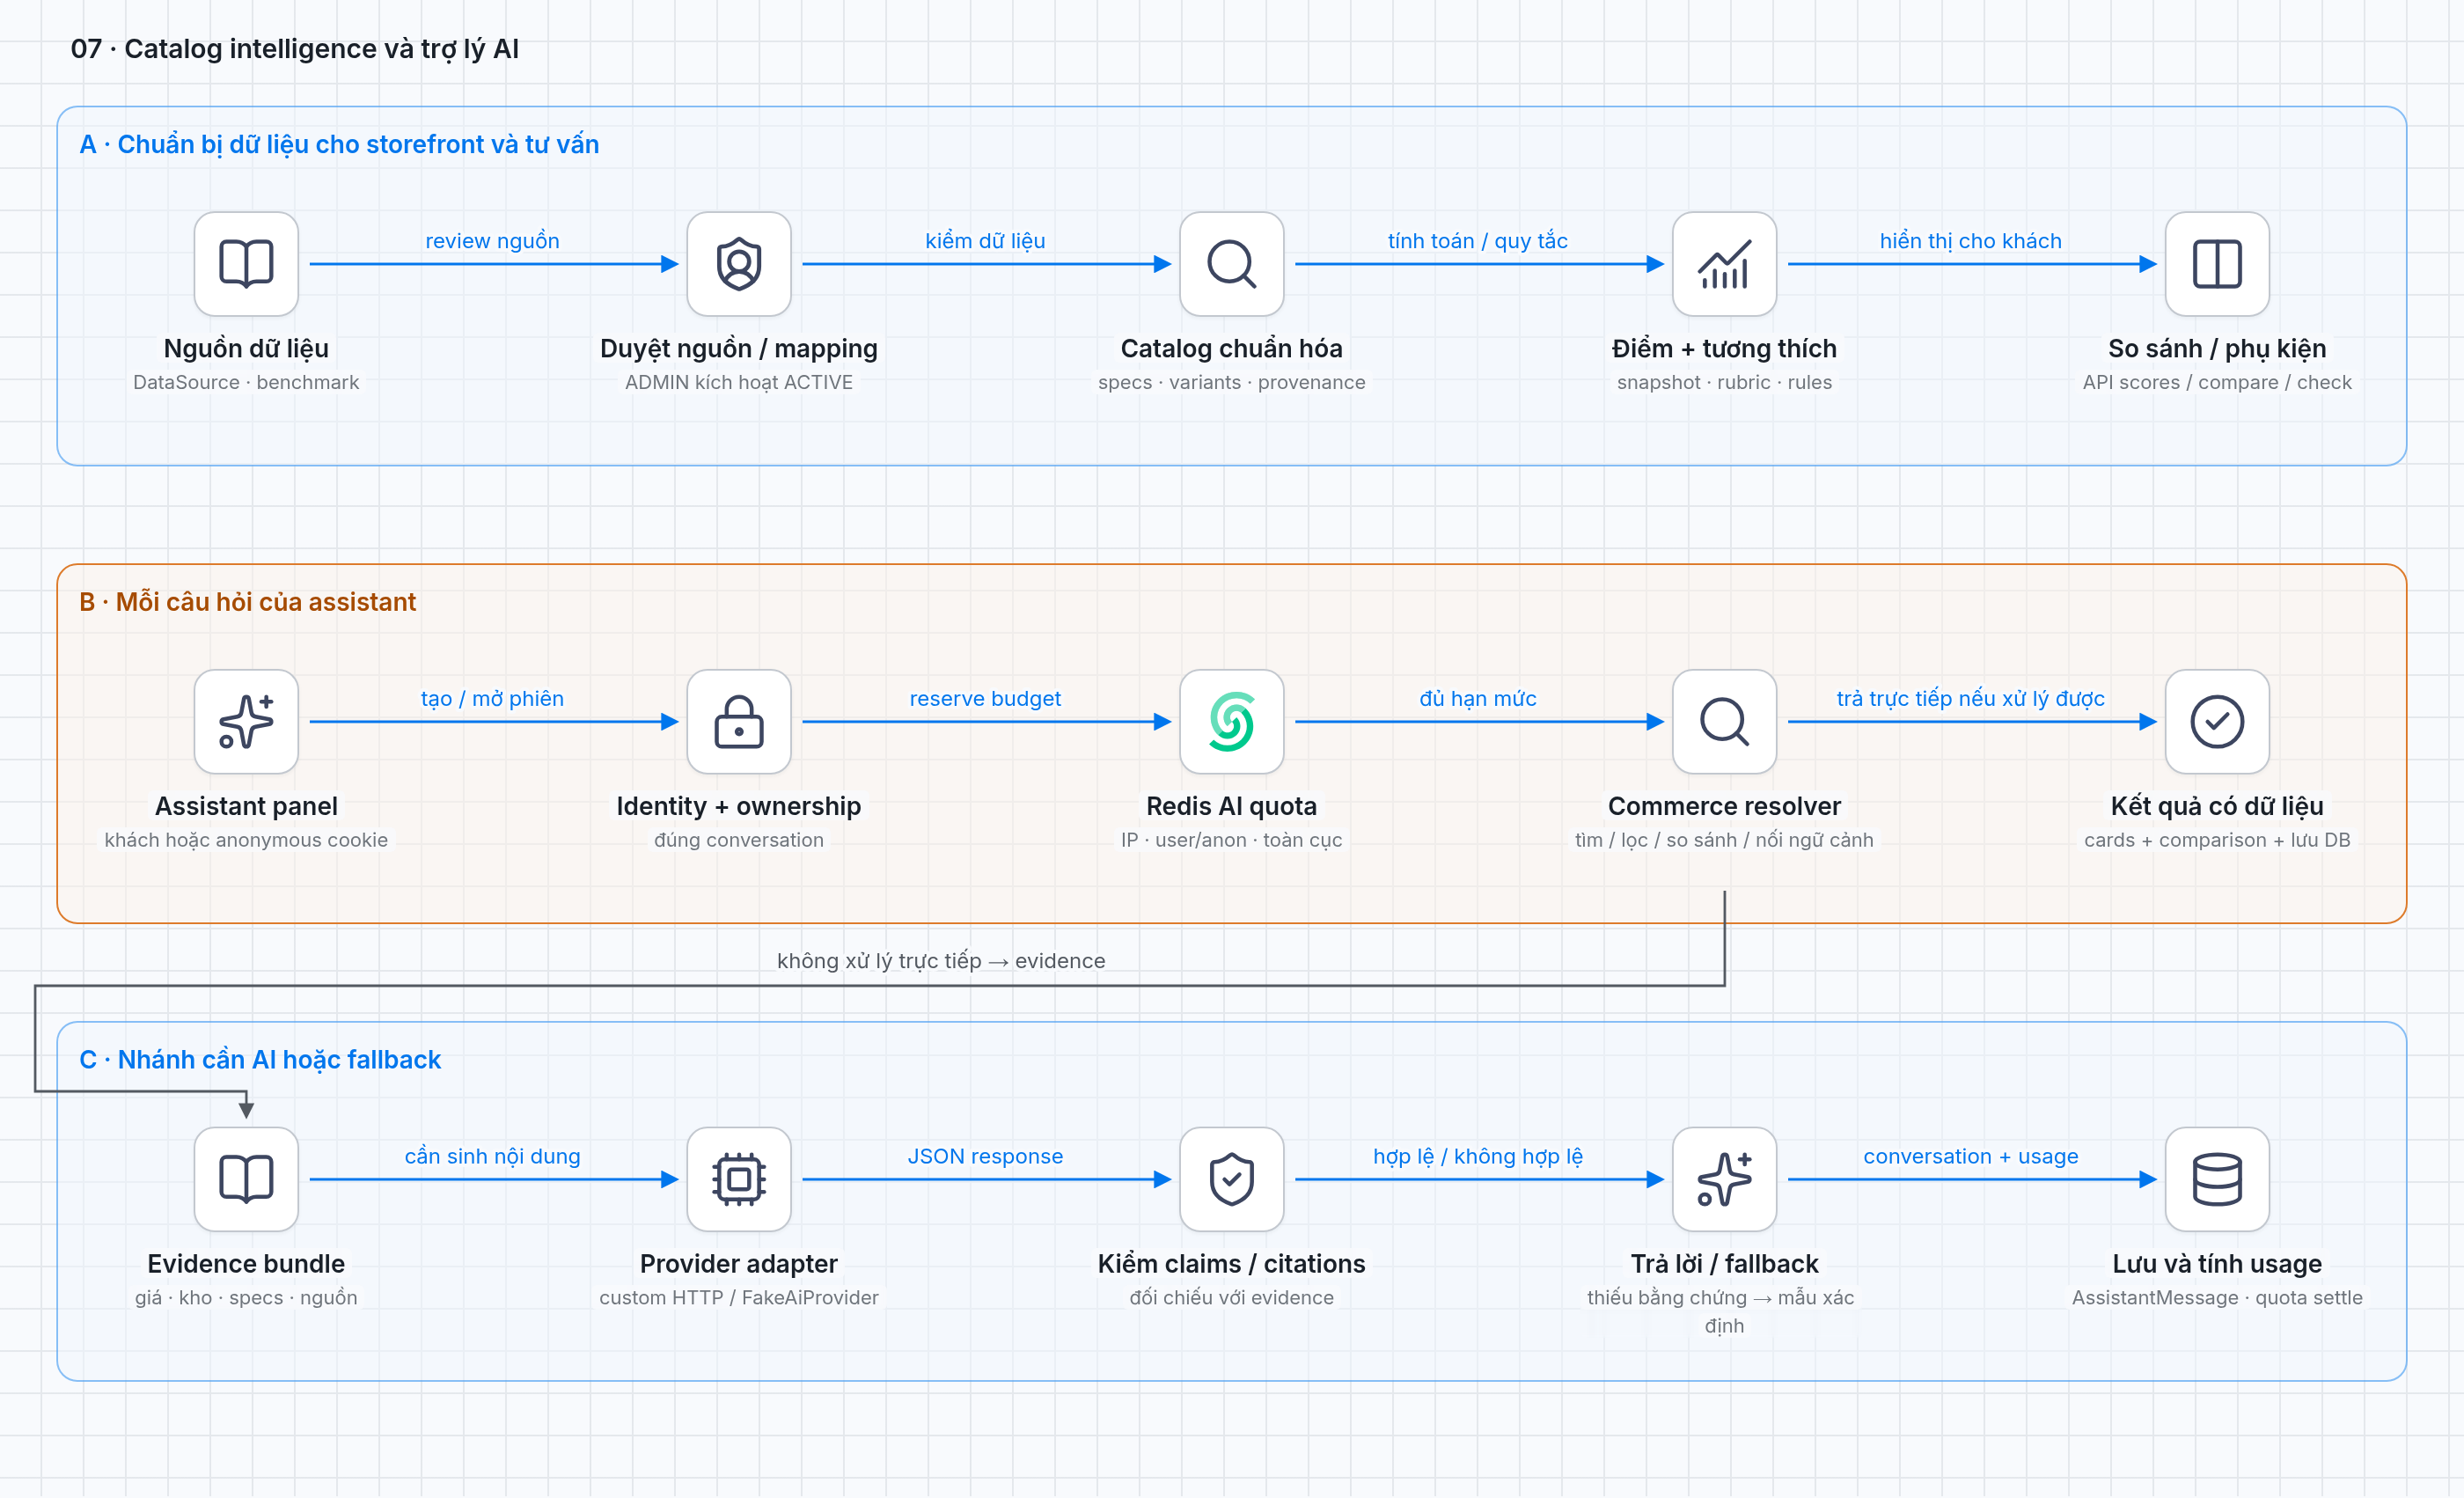 07 · Catalog intelligence và trợ lý AI
A · Chuẩn bị dữ liệu cho storefront và tư vấn
review nguồn
kiểm dữ liệu
tính toán / quy tắc
hiển thị cho khách
Nguồn dữ liệu
DataSource · benchmark
Duyệt nguồn / mapping
ADMIN kích hoạt ACTIVE
Catalog chuẩn hóa
specs · variants · provenance
Điểm + tương thích
snapshot · rubric · rules
So sánh / phụ kiện
API scores / compare / check
B · Mỗi câu hỏi của assistant
tạo / mở phiên
reserve budget
đủ hạn mức
trả trực tiếp nếu xử lý được
Assistant panel
khách hoặc anonymous cookie
Identity + ownership
đúng conversation
Redis AI quota
IP · user/anon · toàn cục
Commerce resolver
tìm / lọc / so sánh / nối ngữ cảnh
Kết quả có dữ liệu
cards + comparison + lưu DB
không xử lý trực tiếp → evidence
C · Nhánh cần AI hoặc fallback
cần sinh nội dung
JSON response
hợp lệ / không hợp lệ
conversation + usage
Evidence bundle
giá · kho · specs · nguồn
Provider adapter
custom HTTP / FakeAiProvider
Kiểm claims / citations
đối chiếu với evidence
Trả lời / fallback
thiếu bằng chứng → mẫu xác
định
Lưu và tính usage
AssistantMessage · quota settle